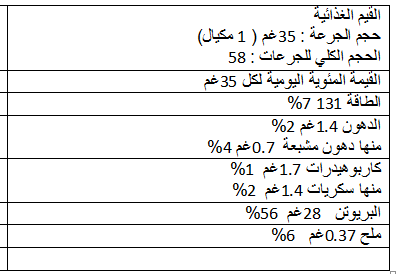 القيم الغذائية
حجم الجرعة : 35غم ( 1 مكيال)
الحجم الكلي للجرعات : 58
القيمة المئوية اليومية لكل 35غم
الطاقة 131 7%
الدهون 1.4غم 2%
منها دهون مشبعة 0.7غم 4%
كاربوهيدرات 1.7غم 1%
منها سكريات 1.4غم 2%
البريوتن 28غم 56%
ملح 0.37غم 6%